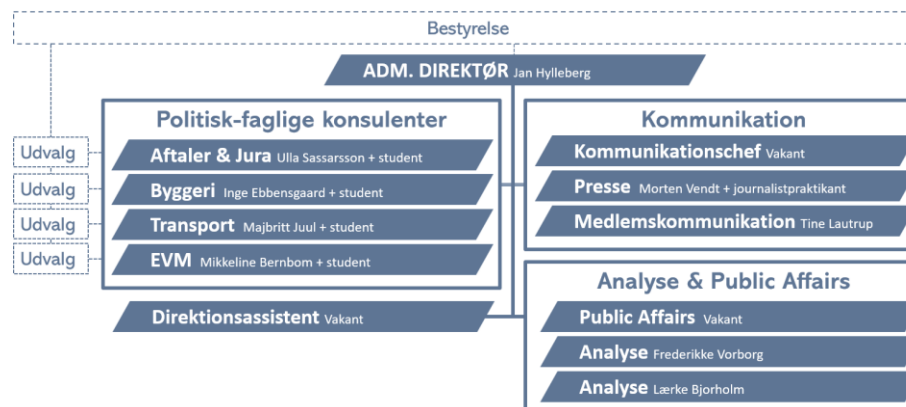 Bestyrelse
ADM. DIREKTØR Jan Hylleberg
Politisk-faglige konsulenter
Udvalg
Aftaler & Jura Ulla Sassarsson + student
Udvalg
Byggeri Inge Ebbensgaard + student
Udvalg
Transport Majbritt Juul + student
Udvalg
EVM Mikkeline Bernbom + student
Direktionsassistent Vakant
Kommunikation
Kommunikationschef Vakant
Presse Morten Vendt + journalistpraktikant
Medlemskommunikation Tine Lautrup
Analyse & Public Affairs
Public Affairs Vakant
Analyse Frederikke Vorborg
Analyse Lærke Bjorholm